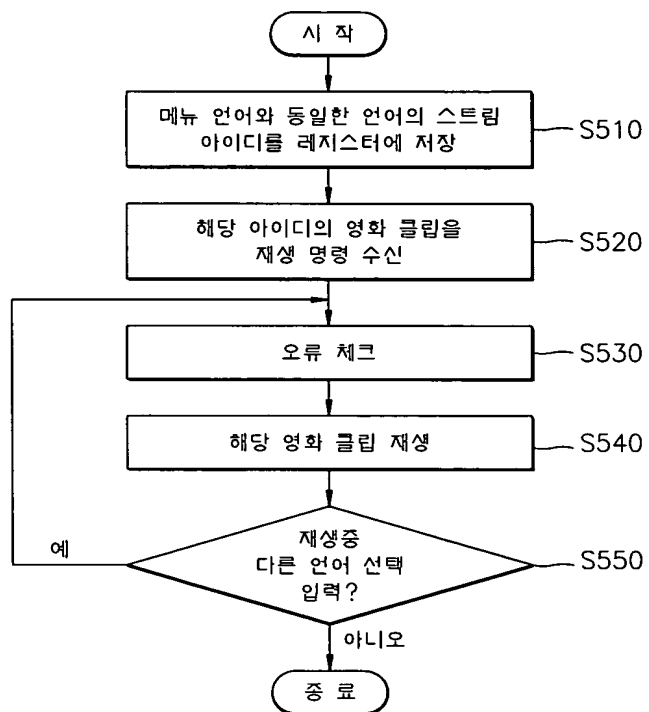 시 작
메뉴 언어와 동일한 언어의 스트림
아이디를 레지스터에 저장
S510
해당 아이디의 영화 클립을
재생 명령 수신
S520
오류 체크
S530
해당 영화 클립 재생
S540
재생중
다른 언어 선택
입력?
S550
예
아니오
종 료